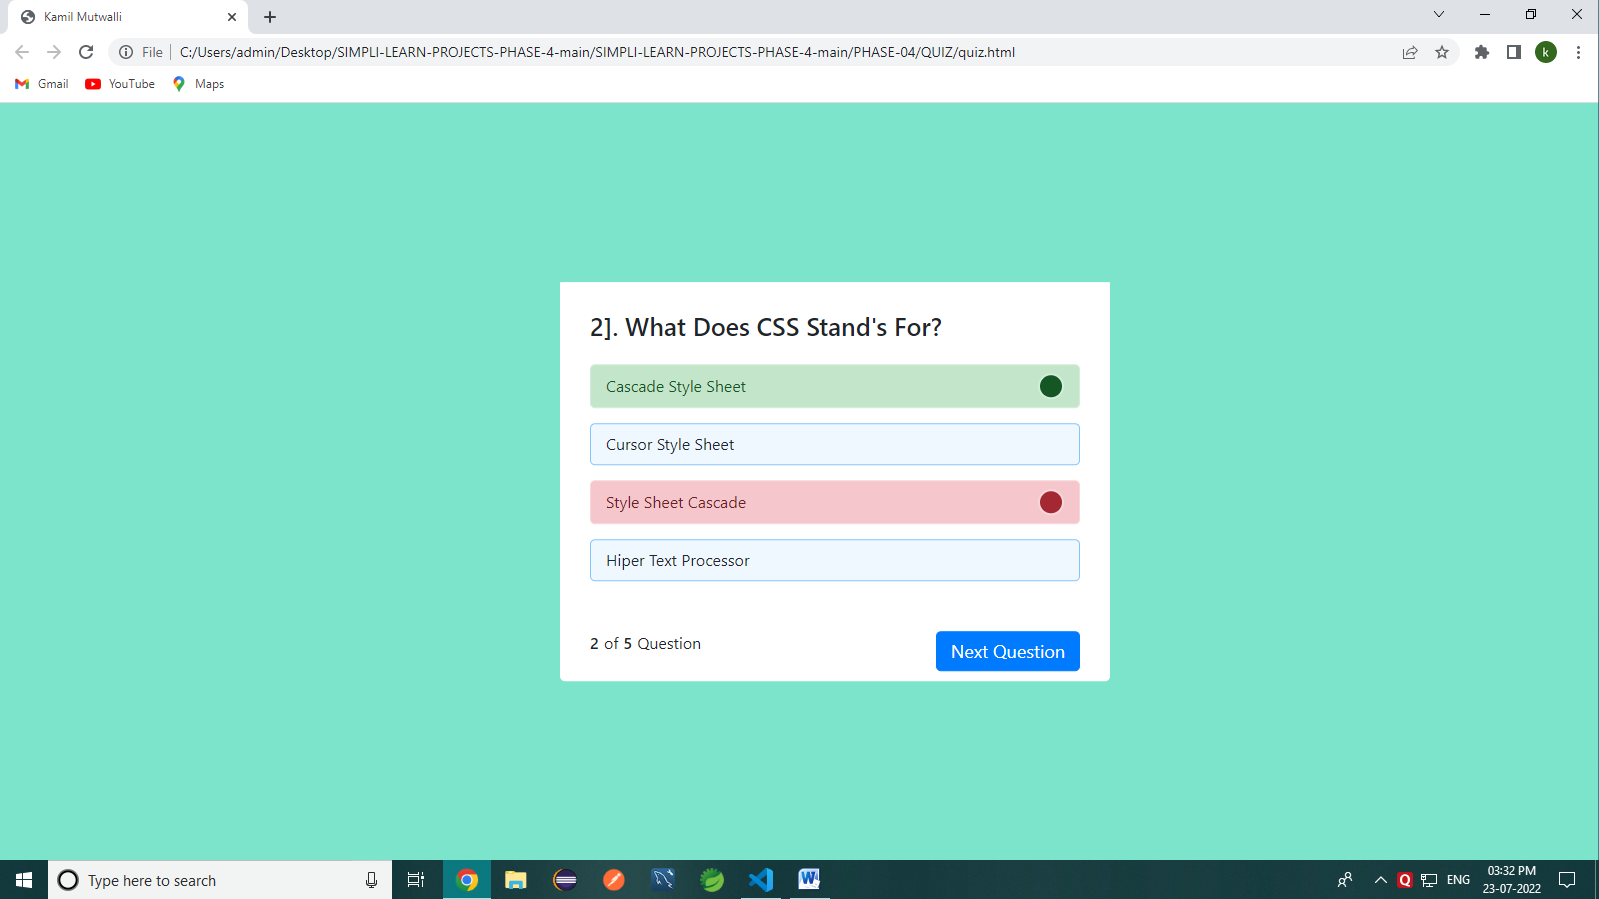 Kamil Mutwalli
File C:/Users/admin/Desktop/SIMPLI-LEARN-PROJECTS-PHASE-4-main/SIMPLI-LEARN-PROJECTS-PHASE-4-main/PHASE-04/QUIZ/quiz.html
k
Gmail YouTube Maps
2]. What Does CSS Stand's For?
Cascade Style Sheet
Cursor Style Sheet
Style Sheet Cascade
Hiper Text Processor
2 of 5 Question
Next Question
Type here to search
W
Q
ENG
03:32 PM
23-07-2022